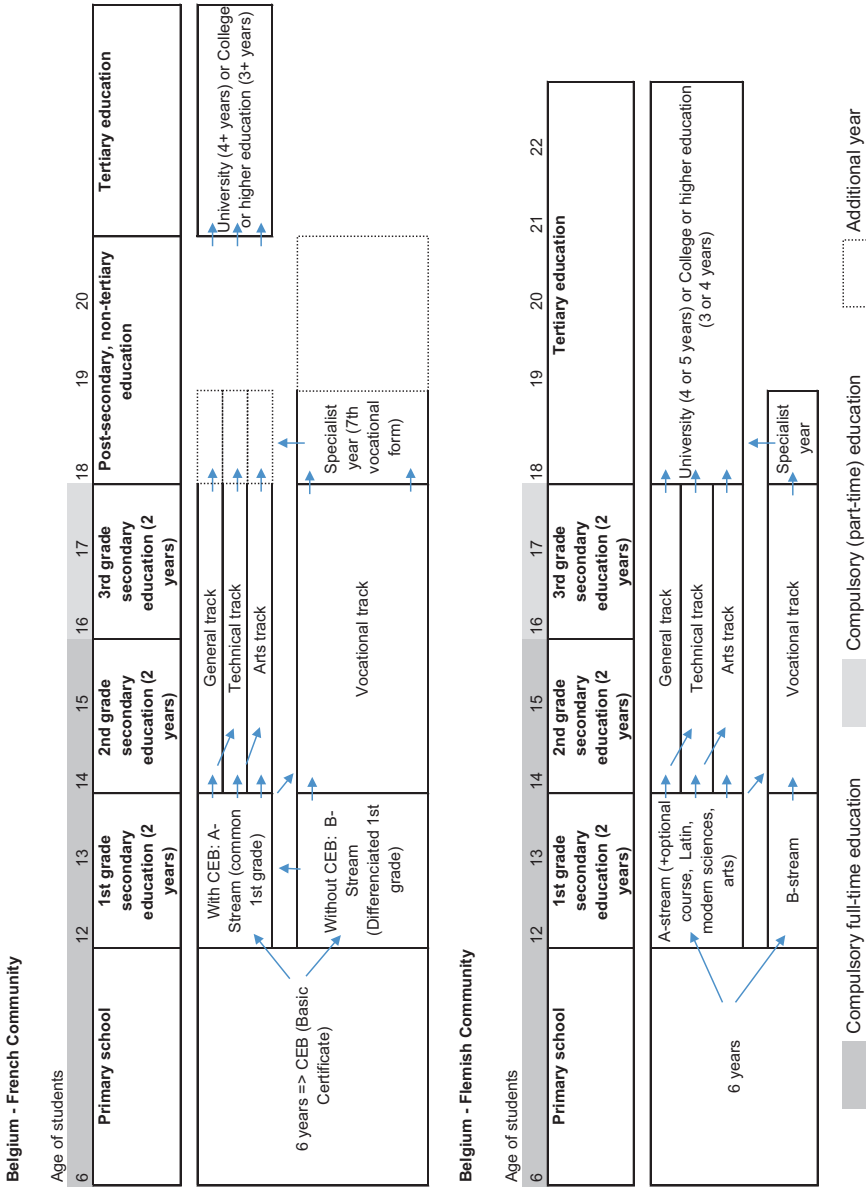 Belgium - French Community
Age of students
6
12
13
14
15
16
17
18
19
20
Primary school
1st grade
secondary
education (2
years)
2nd grade
secondary
education (2
years)
3rd grade
secondary
education (2
years)
Post-secondary, non-tertiary
education
Tertiary education
6 years => CEB (Basic
Certificate)
With CEB: A-
Stream (common
1st grade)
Without CEB: B-
Stream
(Differenciated 1st
grade)
General track
Technical track
Arts track
Vocational track
Specialist
year (7th
vocational
form)
University (4+ years) or College
or higher education (3+ years)
Belgium - Flemish Community
Age of students
6
12
13
14
15
16
17
18
19
20
21
22
Primary school
1st grade
secondary
education (2
years)
2nd grade
secondary
education (2
years)
3rd grade
secondary
education (2
years)
Tertiary education
6 years
A-stream (+optional
course, Latin,
modern sciences,
arts)
B-stream
General track
Technical track
Arts track
Vocational track
Specialist
year
University (4 or 5 years) or College or higher education
(3 or 4 years)
Compulsory full-time education
Compulsory (part-time) education
Additional year